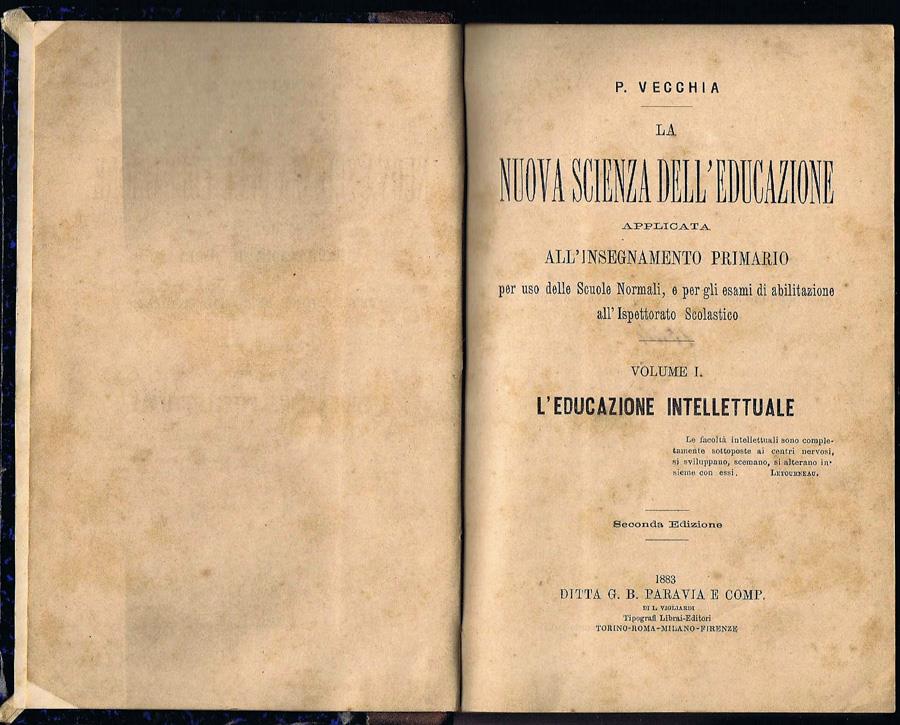 P. VECCHIA
LA
NUOVA SCIENZA DELL'EDUCAZIONE
APPLICATA
ALL'INSEGNAMENTO PRIMARIO
per uso delle Scuole Normali, e per gli esami di abilitazione
all'Ispettorato Scolastico
VOLUME I.
L'EDUCAZIONE INTELLETTUALE
Le facoltà intellettuali sono comple-
tamente sottoposte ai centri nervosi,
si sviluppano, scemano, si alterano in-
sieme con essi. LETOURNEAU.
Seconda Edizione
1883
DITTA G. B. PARAVIA E COMP.
DI I. VIGLIARDI
Tipografi Librai-Editori
TORINO-ROMA-MILANO-FIRENZE